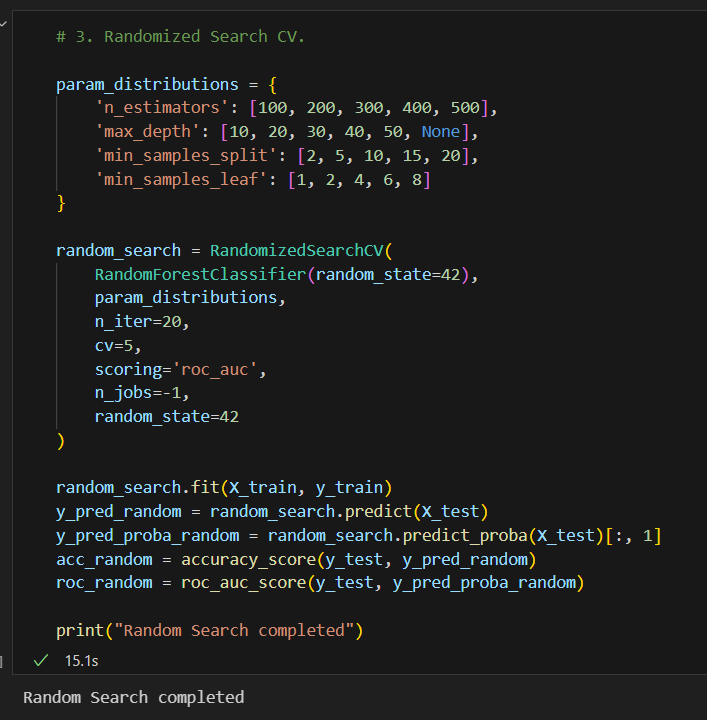 # 3. Randomized Search CV.
param_distributions = {
    'n_estimators': [100, 200, 300, 400, 500],
    'max_depth': [10, 20, 30, 40, 50, None],
    'min_samples_split': [2, 5, 10, 15, 20],
    'min_samples_leaf': [1, 2, 4, 6, 8]
}
random_search = RandomizedSearchCV(
    RandomForestClassifier(random_state=42),
    param_distributions,
    n_iter=20,
    cv=5,
    scoring='roc_auc',
    n_jobs=-1,
    random_state=42
)
random_search.fit(X_train, y_train)
y_pred_random = random_search.predict(X_test)
y_pred_proba_random = random_search.predict_proba(X_test)[:, 1]
acc_random = accuracy_score(y_test, y_pred_random)
roc_random = roc_auc_score(y_test, y_pred_proba_random)
print("Random Search completed")
15.1s
Random Search completed